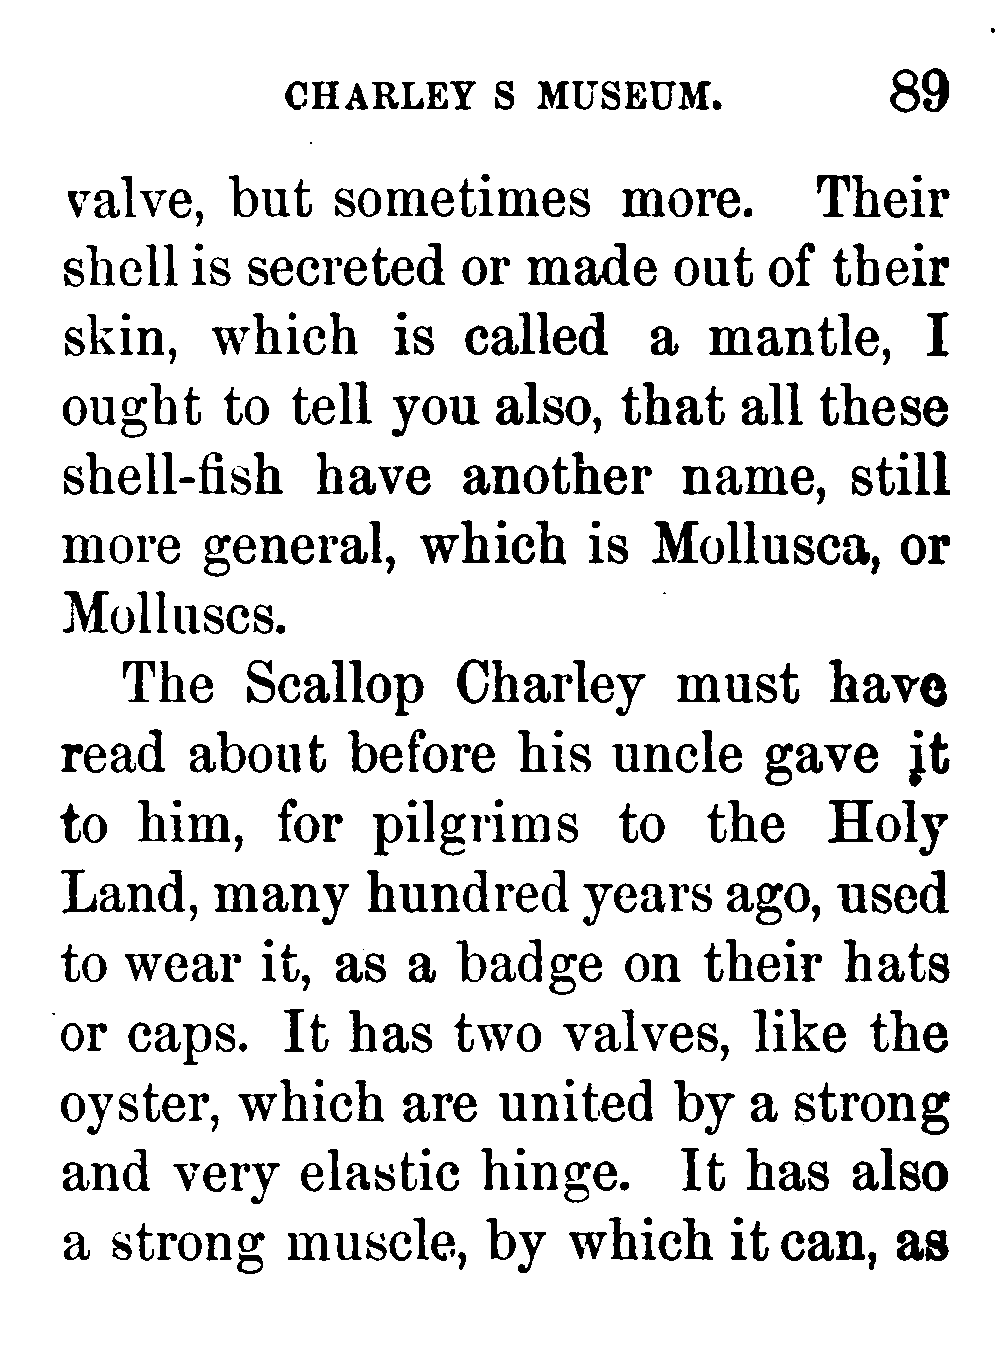 CHARLEY S MUSEUM. 89
valve, but sometimes more. Their
shell is secreted or made out of their
skin, which is called a mantle, I
ought to tell you also, that all these
shell-fish have another name, still
more general, which is Mollusca, or
Molluscs.
The Scallop Charley must have
read about before his uncle gave it
to him, for pilgrims to the Holy
Land, many hundred years ago, used
to wear it, as a badge on their hats
or caps. It has two valves, like the
oyster, which are united by a strong
and very elastic hinge. It has also
a strong muscle, by which it can, as